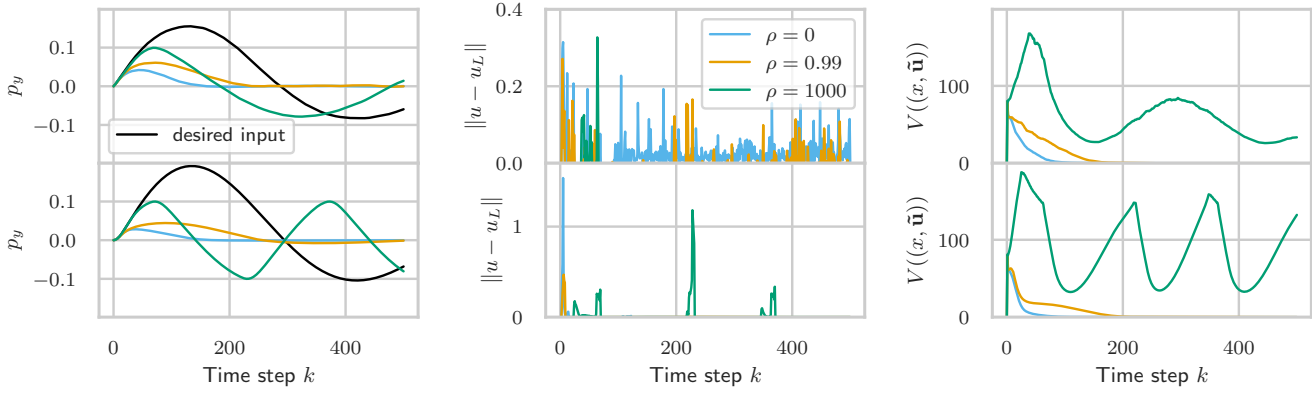 0.1
0.0
−0.1
p_y
desired input
0.1
0.0
−0.1
p_y
0
200
400
Time step k
0.4
0.2
0.0
∥u − u_L∥
ρ = 0
ρ = 0.99
ρ = 1000
1
0
∥u − u_L∥
0
200
400
Time step k
100
0
V((x, ũ))
100
0
V((x, ũ))
0
200
400
Time step k